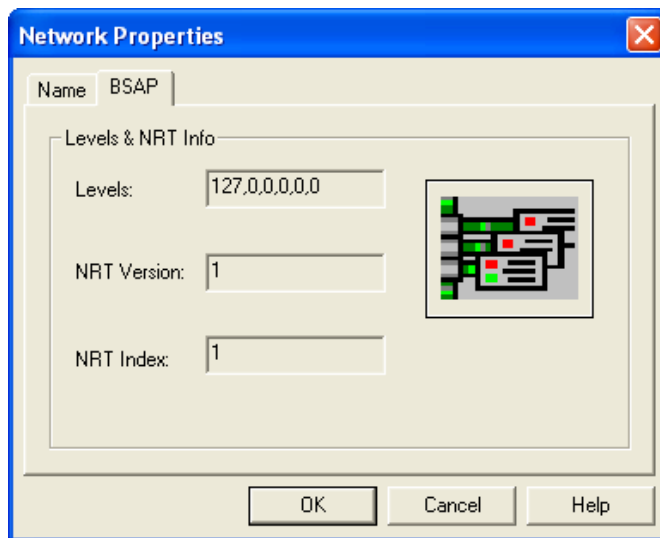 Network Properties
Name
BSAP
Levels & NRT Info
Levels:
127,0,0,0,0,0
NRT Version:
1
NRT Index:
1
OK
Cancel
Help